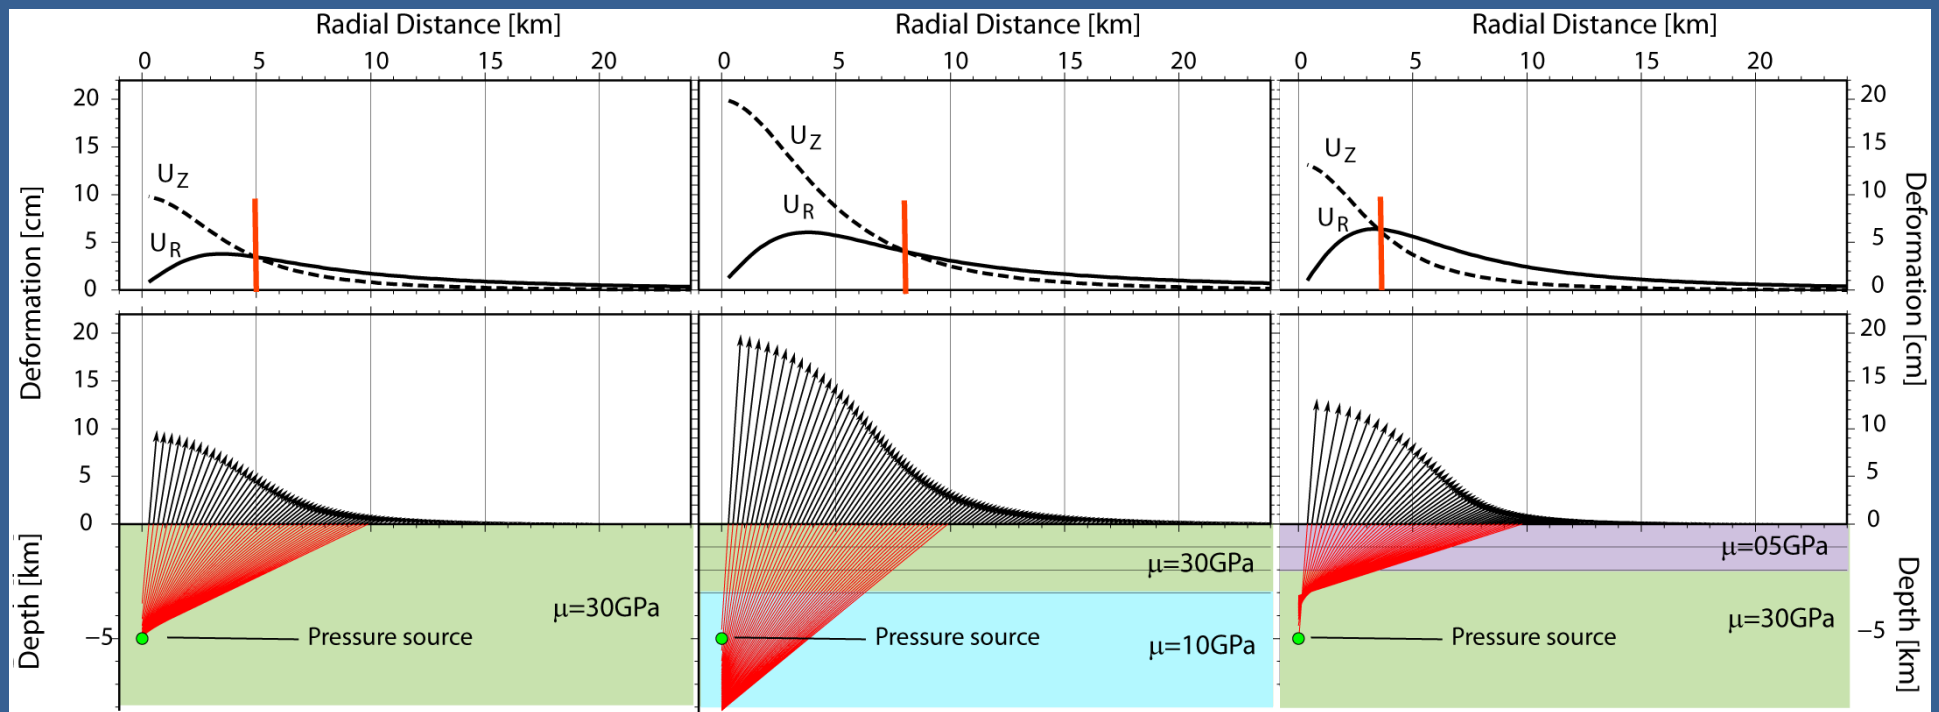 Radial Distance [km]
Radial Distance [km]
Radial Distance [km]
0 5 10 15 20
0 5 10 15 20
0 5 10 15 20
Deformation [cm]
20
15
10
5
0
UZ
UR
UZ
UR
UZ
UR
20
15
10
5
0
Deformation [cm]
20
15
10
5
0
20
15
10
5
0
Depth [km]
−5
μ=30GPa
Pressure source
μ=30GPa
μ=10GPa
Pressure source
μ=05GPa
μ=30GPa
Pressure source
−5
Depth [km]